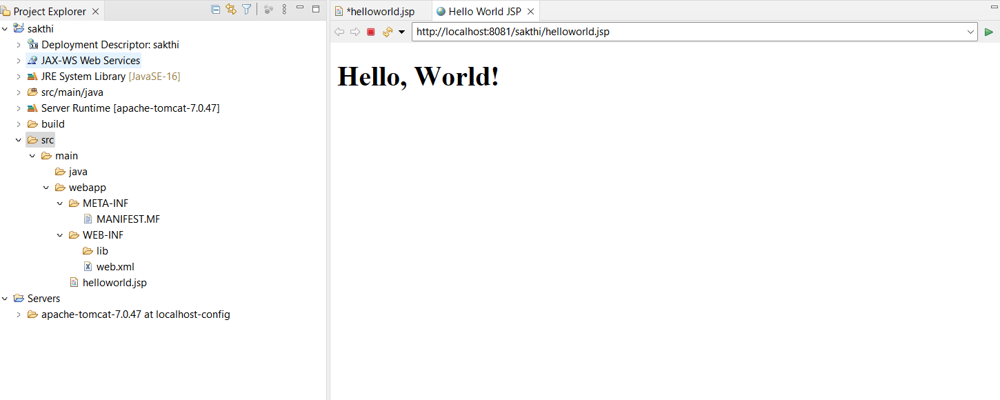 Project Explorer
sakthi
Deployment Descriptor: sakthi
JAX-WS Web Services
JRE System Library [JavaSE-16]
src/main/java
Server Runtime [apache-tomcat-7.0.47]
build
src
main
java
webapp
META-INF
MANIFEST.MF
WEB-INF
lib
web.xml
helloworld.jsp
Servers
apache-tomcat-7.0.47 at localhost-config
*helloworld.jsp
Hello World JSP
http://localhost:8081/sakthi/helloworld.jsp
Hello, World!